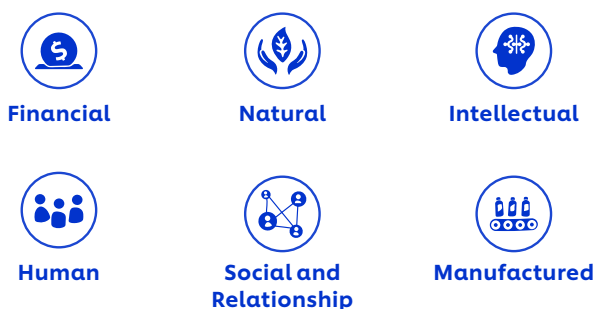 $
Financial
Natural
Intellectual
Human
Social and
Relationship
Manufactured